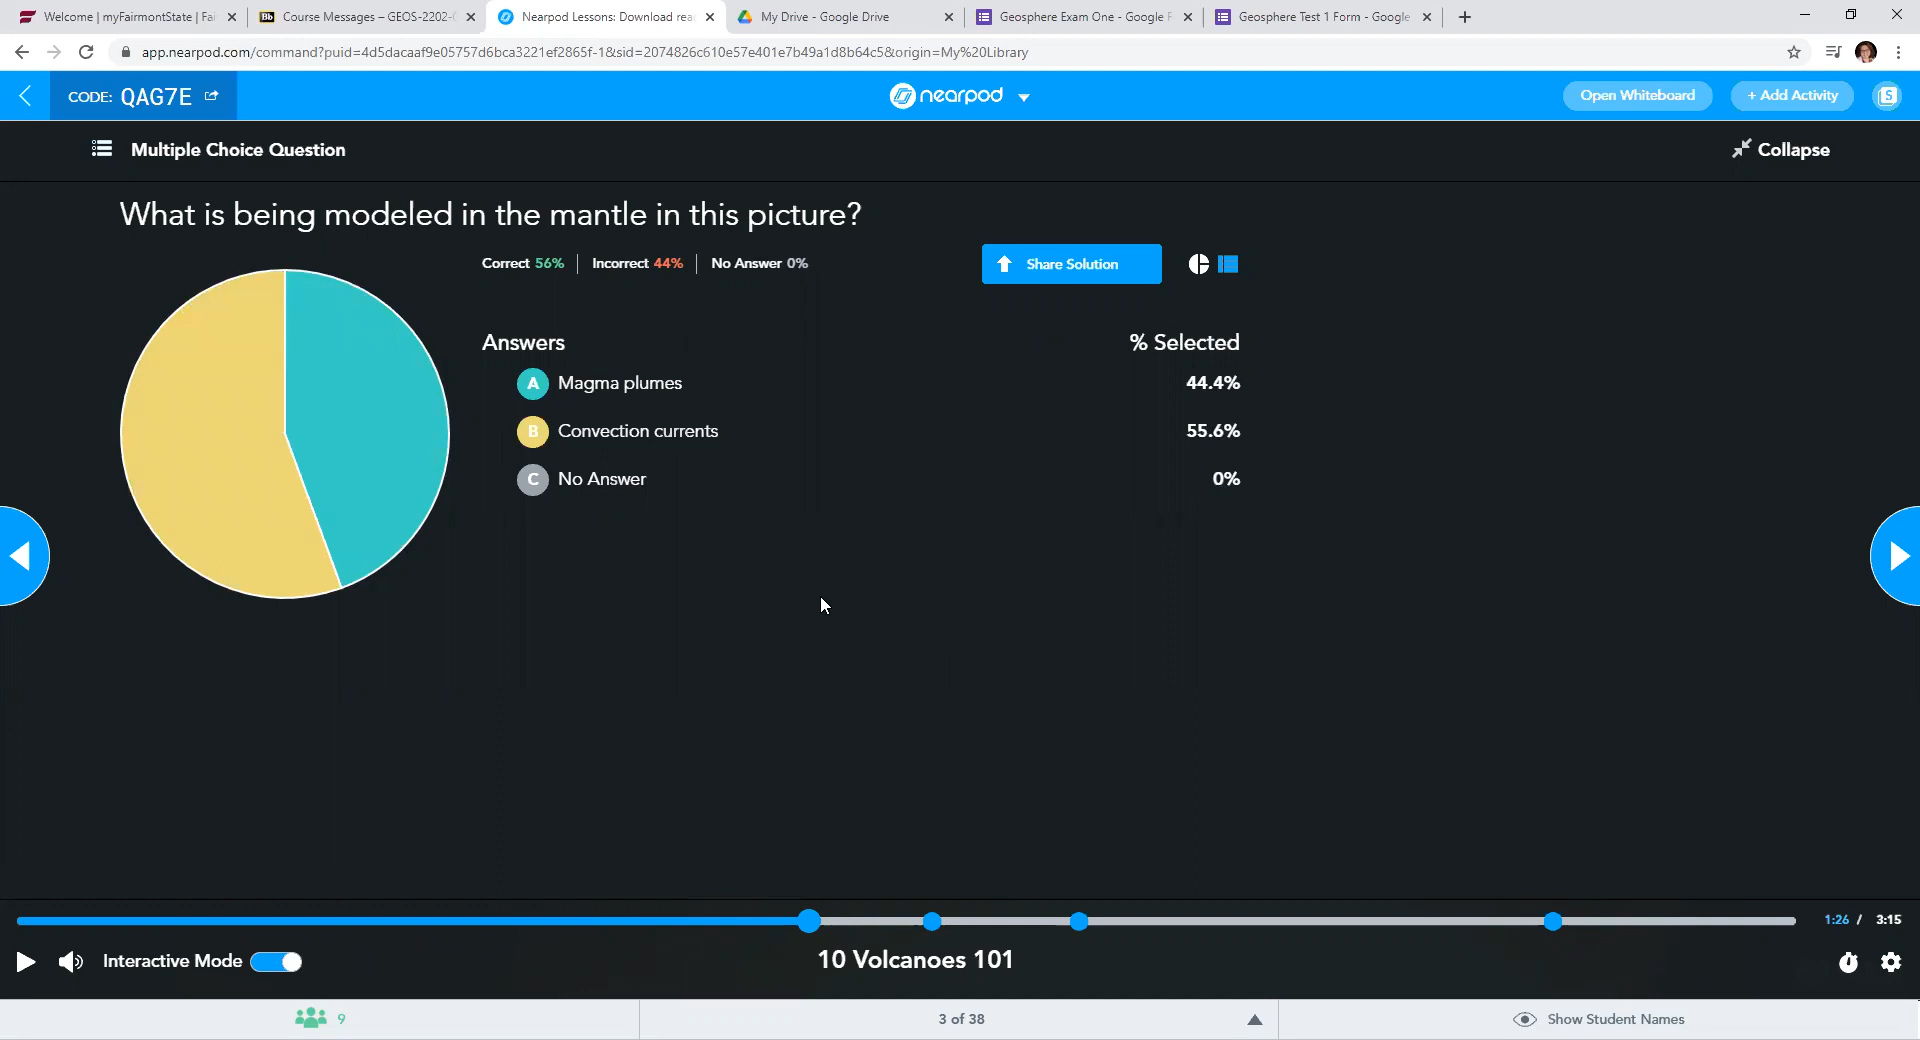 Welcome | myFairmontState | Fai
Course Messages – GEOS-2202-
Nearpod Lessons: Download rea
My Drive - Google Drive
Geosphere Exam One - Google F
Geosphere Test 1 Form - Google
app.nearpod.com/command?puid=4d5dacaaf9e05757d6bca3221ef2865f-1&sid=2074826c610e57e401e7b49a1d8b64c5&origin=My%20Library
CODE: QAG7E
nearpod
Open Whiteboard
+ Add Activity
S
Multiple Choice Question
Collapse
What is being modeled in the mantle in this picture?
Correct 56% | Incorrect 44% | No Answer 0%
Share Solution
Answers
% Selected
A Magma plumes 44.4%
B Convection currents 55.6%
C No Answer 0%
1:26 / 3:15
Interactive Mode
10 Volcanoes 101
9
3 of 38
Show Student Names